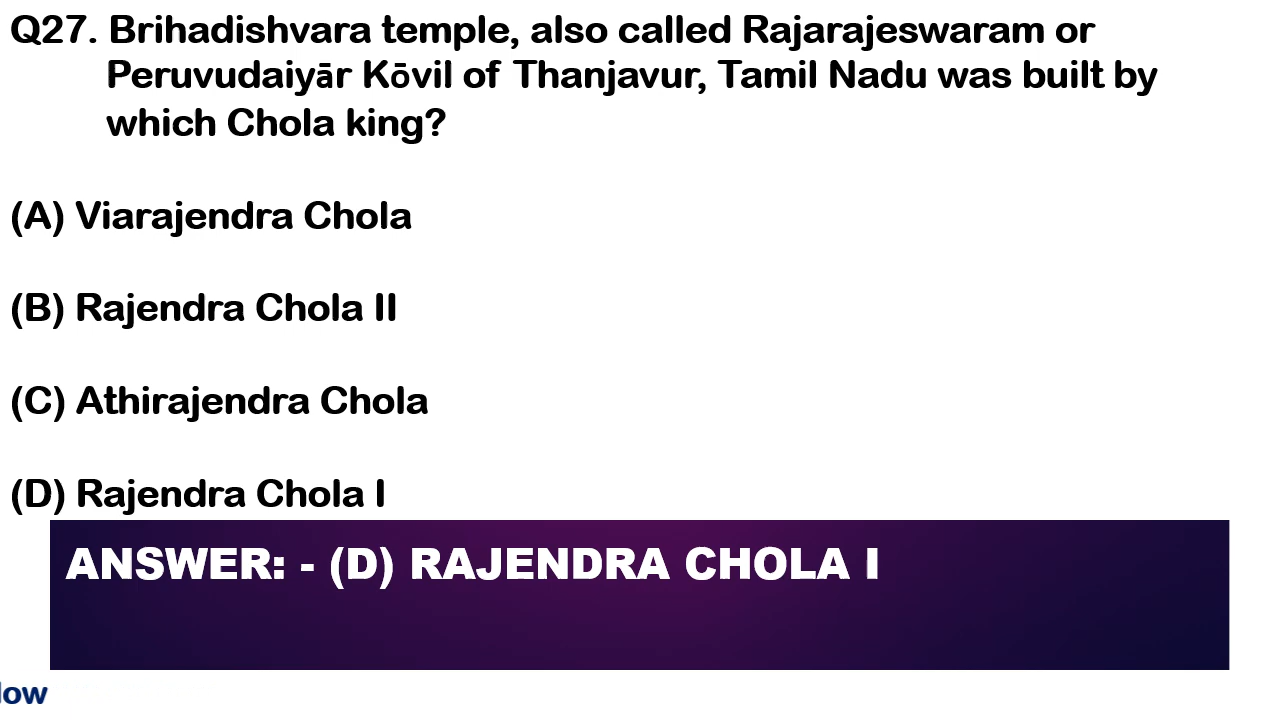 Q27. Brihadishvara temple, also called Rajarajeswaram or
Peruvudaiyār Kōvil of Thanjavur, Tamil Nadu was built by
which Chola king?
(A) Viarajendra Chola
(B) Rajendra Chola II
(C) Athirajendra Chola
(D) Rajendra Chola I
ANSWER: - (D) RAJENDRA CHOLA I